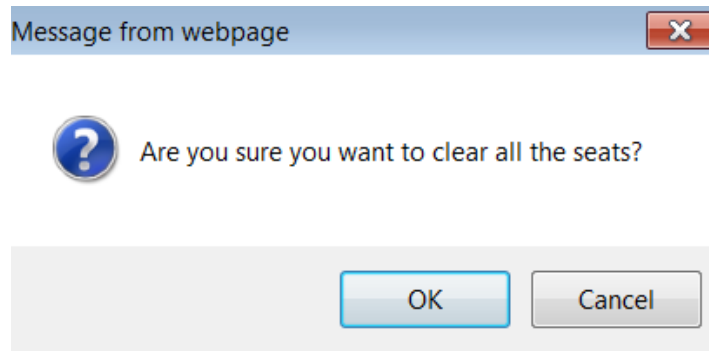 Message from webpage
Are you sure you want to clear all the seats?
OK Cancel